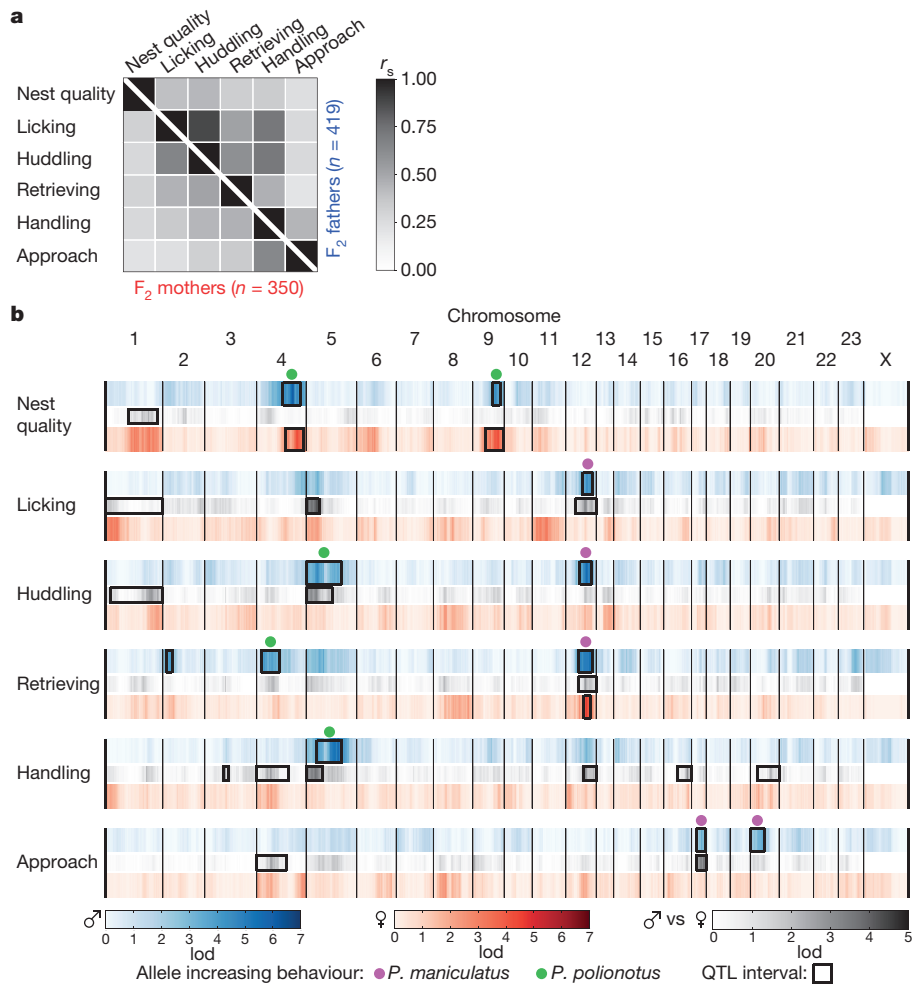 a
Nest quality
Licking
Huddling
Retrieving
Handling
Approach
Nest quality
Licking
Huddling
Retrieving
Handling
Approach
F2 fathers (n = 419)
F2 mothers (n = 350)
rs
1.00
0.75
0.50
0.25
0.00
b
Chromosome
1 3 5 7 9 11 13 15 17 19 21 23
2 4 6 8 10 12 14 16 18 20 22 X
Nest
quality
Licking
Huddling
Retrieving
Handling
Approach
♂ ♀ ♂ vs ♀
0 1 2 3 4 5 6 7 0 1 2 3 4 5 6 7 0 1 2 3 4 5
lod lod lod
Allele increasing behaviour: P. maniculatus P. polionotus QTL interval: